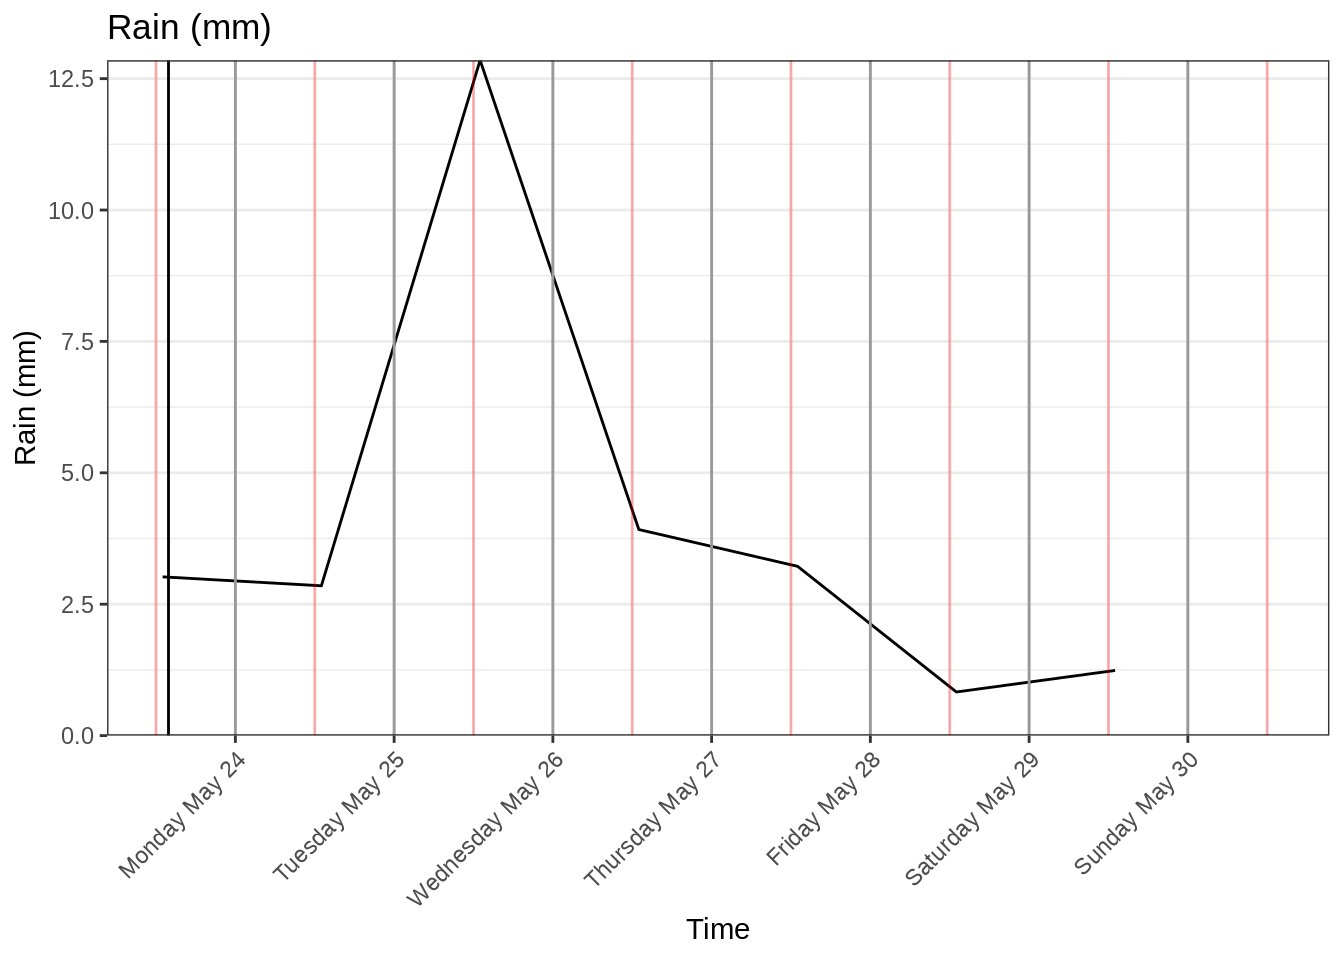 Rain (mm)
12.5
10.0
7.5
5.0
2.5
0.0
Rain (mm)
Monday May 24
Tuesday May 25
Wednesday May 26
Thursday May 27
Friday May 28
Saturday May 29
Sunday May 30
Time